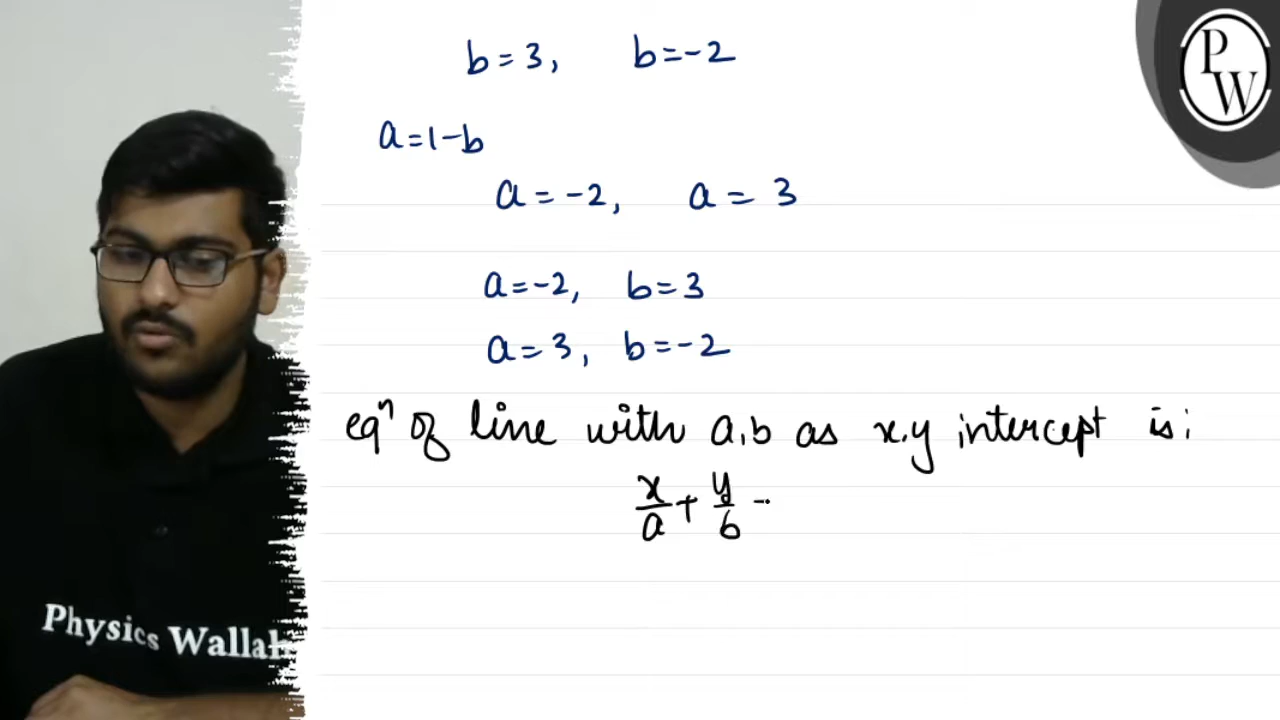 b = 3, b = -2
a = 1 - b
a = -2, a = 3
a = -2, b = 3
a = 3, b = -2
eqⁿ of line with a, b as x, y intercept is:
x/a + y/b -
PW
Physics Wallah